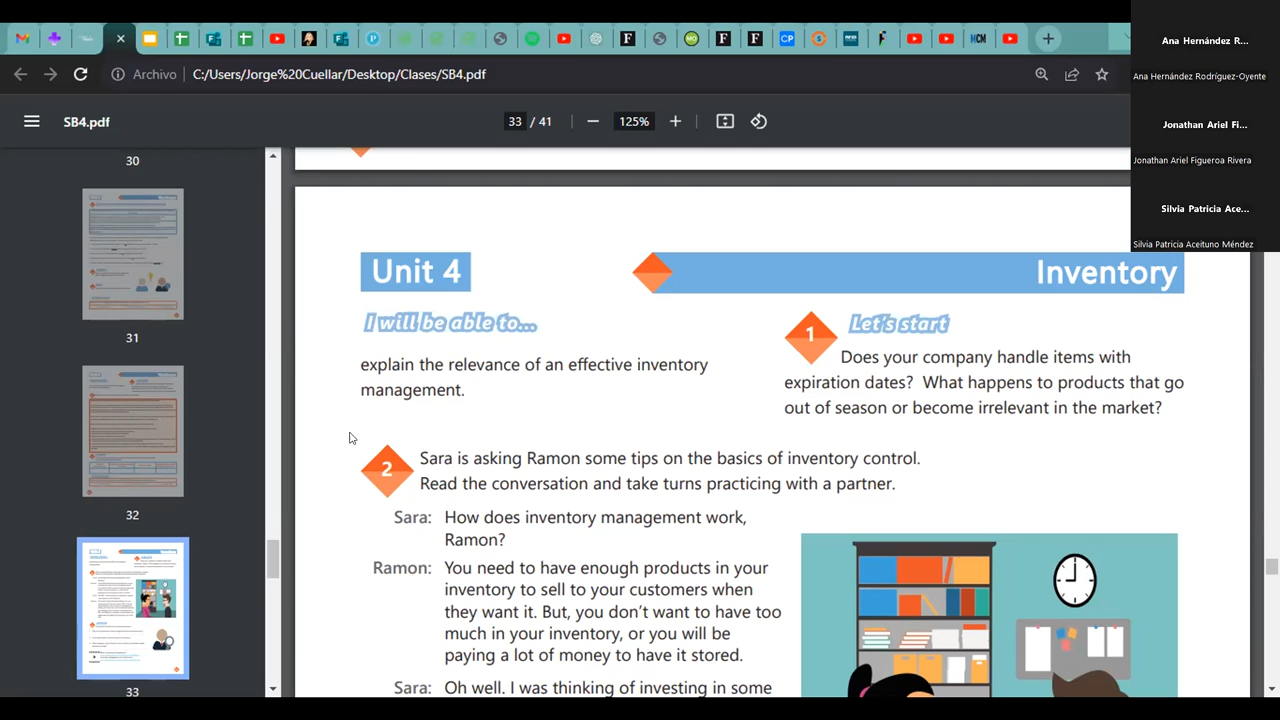 Archivo
C:/Users/Jorge%20Cuellar/Desktop/Clases/SB4.pdf
SB4.pdf
33 / 41
125%
Ana Hernández R...
Ana Hernández Rodríguez-Oyente
Jonathan Ariel Fi...
Jonathan Ariel Figueroa Rivera
Silvia Patricia Ace...
Silvia Patricia Aceituno Méndez
30
31
32
33
Unit 4
Inventory
I will be able to...
explain the relevance of an effective inventory
management.
1
Let's start
Does your company handle items with
expiration dates? What happens to products that go
out of season or become irrelevant in the market?
2
Sara is asking Ramon some tips on the basics of inventory control.
Read the conversation and take turns practicing with a partner.
Sara: How does inventory management work,
Ramon?
Ramon: You need to have enough products in your
inventory to sell to your customers when
they want it. But, you don't want to have too
much in your inventory, or you will be
paying a lot of money to have it stored.
Sara: Oh well. I was thinking of investing in some